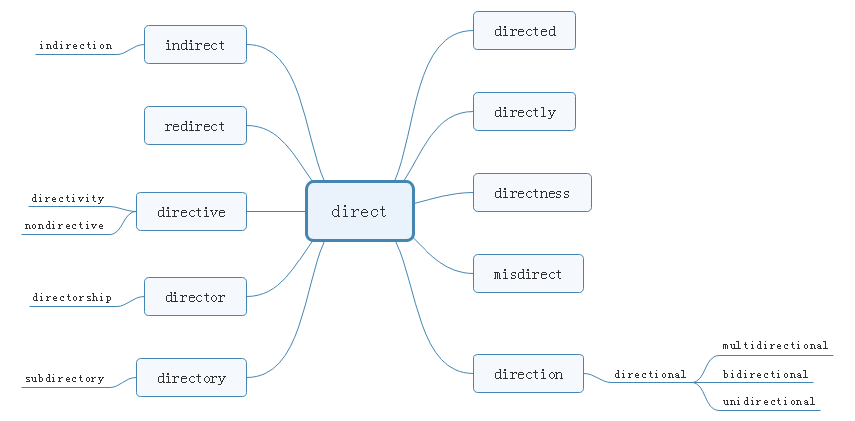 directed
indirect
indirection
directly
redirect
directness
directivity
directive
direct
nondirective
misdirect
director
directorship
multidirectional
direction
directional
bidirectional
directory
subdirectory
unidirectional